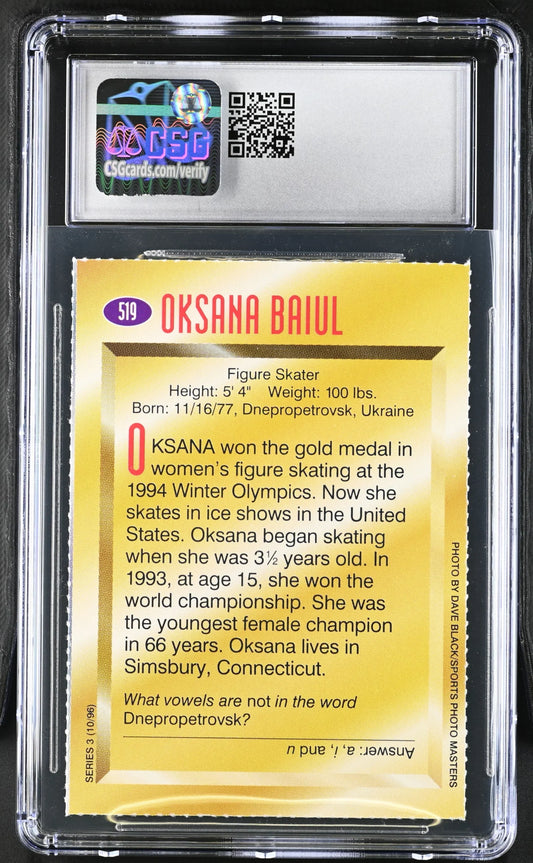 CSG
CSGcards.com/verify
519
OKSANA BAIUL
Figure Skater
Height: 5' 4" Weight: 100 lbs.
Born: 11/16/77, Dnepropetrovsk, Ukraine
OKSANA won the gold medal in
women's figure skating at the
1994 Winter Olympics. Now she
skates in ice shows in the United
States. Oksana began skating
when she was 3½ years old. In
1993, at age 15, she won the
world championship. She was
the youngest female champion
in 66 years. Oksana lives in
Simsbury, Connecticut.
What vowels are not in the word
Dnepropetrovsk?
Answer: a, i, and u
SERIES 3 (10/96)
PHOTO BY DAVE BLACK/SPORTS PHOTO MASTERS